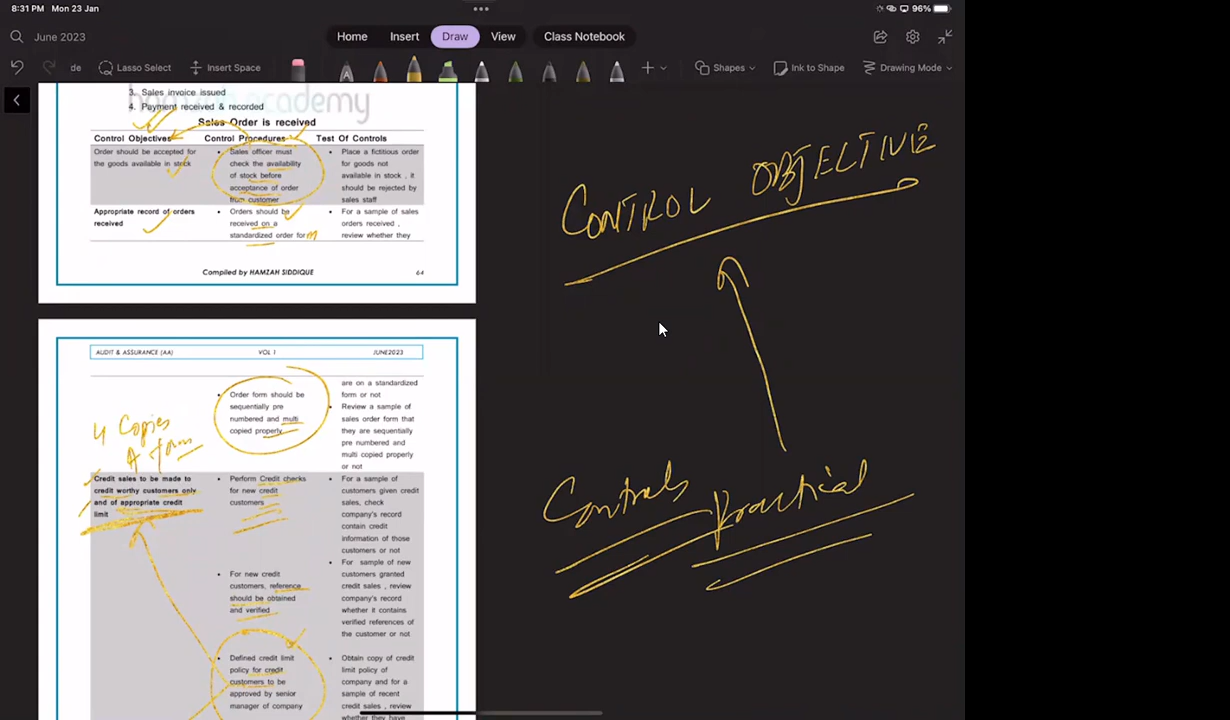 8:31 PM Mon 23 Jan
96%
June 2023
Home Insert Draw View Class Notebook
de Lasso Select Insert Space Shapes Ink to Shape Drawing Mode
hamzah academy
3. Sales invoice issued
4. Payment received & recorded
Sales Order is received
Control Objectives Control Procedures Test Of Controls
Order should be accepted for
the goods available in stock
• Sales officer must
check the availability
of stock before
acceptance of order
from customer
• Place a fictitious order
for goods not
available in stock , it
should be rejected by
sales staff
Appropriate record of orders
received
• Orders should be
received on a
standardized order form
• For a sample of sales
orders received ,
review whether they
Compiled by HAMZAH SIDDIQUE 64
AUDIT & ASSURANCE (AA) VOL 1 JUNE2023
• Order form should be
sequentially pre
numbered and multi
copied properly
are on a standardized
form or not
• Review a sample of
sales order form that
they are sequentially
pre numbered and
multi copied properly
or not
4 Copies
A form
Credit sales to be made to
credit worthy customers only
and of appropriate credit
limit
• Perform Credit checks
for new credit
customers
• For a sample of
customers given credit
sales, check
company's record
contain credit
information of those
customers or not
• For new credit
customers, reference
should be obtained
and verified
• For sample of new
customers granted
credit sales , review
company's record
whether it contains
verified references of
the customer or not
• Defined credit limit
policy for credit
customers to be
approved by senior
manager of company
• Obtain copy of credit
limit policy of
company and for a
sample of recent
credit sales , review
whether they have
CONTROL OBJECTIVE
Controls Practical